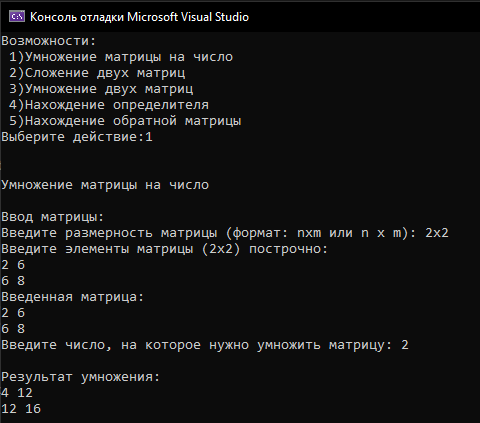 Консоль отладки Microsoft Visual Studio
Возможности:
1)Умножение матрицы на число
2)Сложение двух матриц
3)Умножение двух матриц
4)Нахождение определителя
5)Нахождение обратной матрицы
Выберите действие:1
Умножение матрицы на число
Ввод матрицы:
Введите размерность матрицы (формат: nxm или n x m): 2x2
Введите элементы матрицы (2x2) построчно:
2 6
6 8
Введенная матрица:
2 6
6 8
Введите число, на которое нужно умножить матрицу: 2
Результат умножения:
4 12
12 16